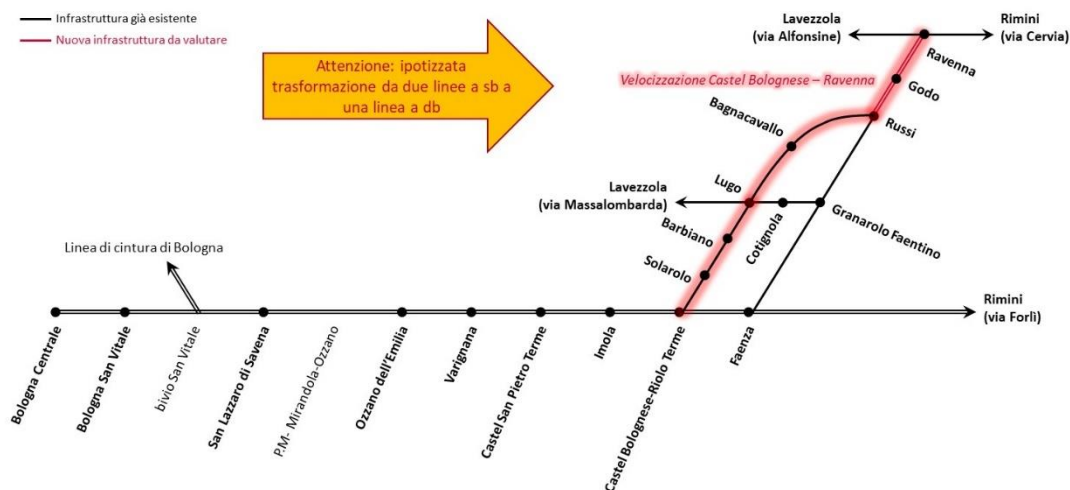 Infrastruttura già esistente
Nuova infrastruttura da valutare
Attenzione: ipotizzata
trasformazione da due linee a sb a
una linea a db
Lavezzola
(via Alfonsine)
Rimini
(via Cervia)
Ravenna
Velocizzazione Castel Bolognese – Ravenna
Godo
Bagnacavallo
Russi
Lugo
Lavezzola
(via Massalombarda)
Cotignola
Granarolo Faentino
Barbiano
Solarolo
Linea di cintura di Bologna
Rimini
(via Forlì)
Bologna Centrale
Bologna San Vitale
bivio San Vitale
San Lazzaro di Savena
P.M- Mirandola-Ozzano
Ozzano dell'Emilia
Varignana
Castel San Pietro Terme
Imola
Castel Bolognese-Riolo Terme
Faenza